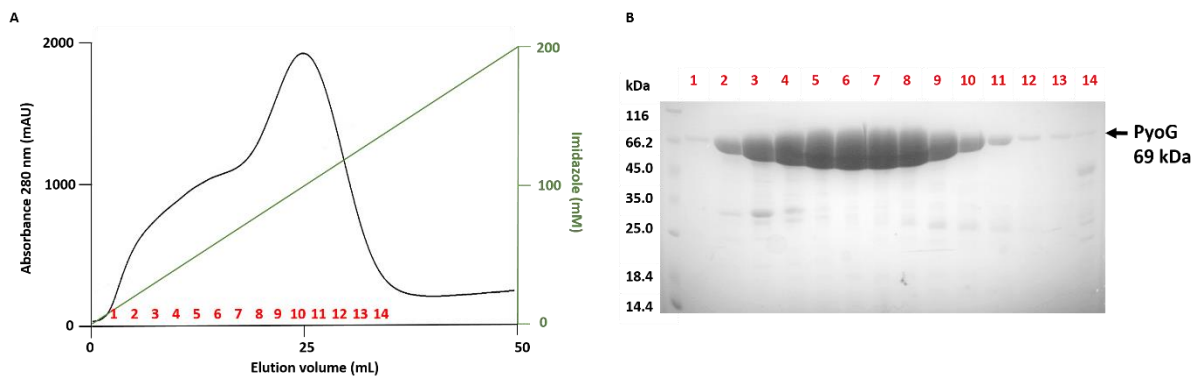 A
2000
1000
0
Absorbance 280 nm (mAU)
1 2 3 4 5 6 7 8 9 10 11 12 13 14
0 25 50
Elution volume (mL)
200
100
0
Imidazole (mM)
B
kDa 1 2 3 4 5 6 7 8 9 10 11 12 13 14
116
66.2
45.0
35.0
25.0
18.4
14.4
PyoG
69 kDa